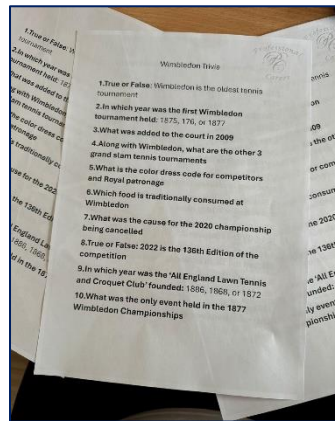 Wimbledon Trivia
1.True or False: Wimbledon is the oldest tennis
tournament
2.In which year was the first Wimbledon
tournament held: 1875, 176, or 1877
3.What was added to the court in 2009
4.Along with Wimbledon, what are the other 3
grand slam tennis tournaments
5.What is the color dress code for competitors
and Royal patronage
6.Which food is traditionally consumed at
Wimbledon
7.What was the cause for the 2020 championship
being cancelled
8.True or False: 2022 is the 136th Edition of the
competition
9.In which year was the 'All England Lawn Tennis
and Croquet Club' founded: 1886, 1868, or 1872
10.What was the only event held in the 1877
Wimbledon Championships